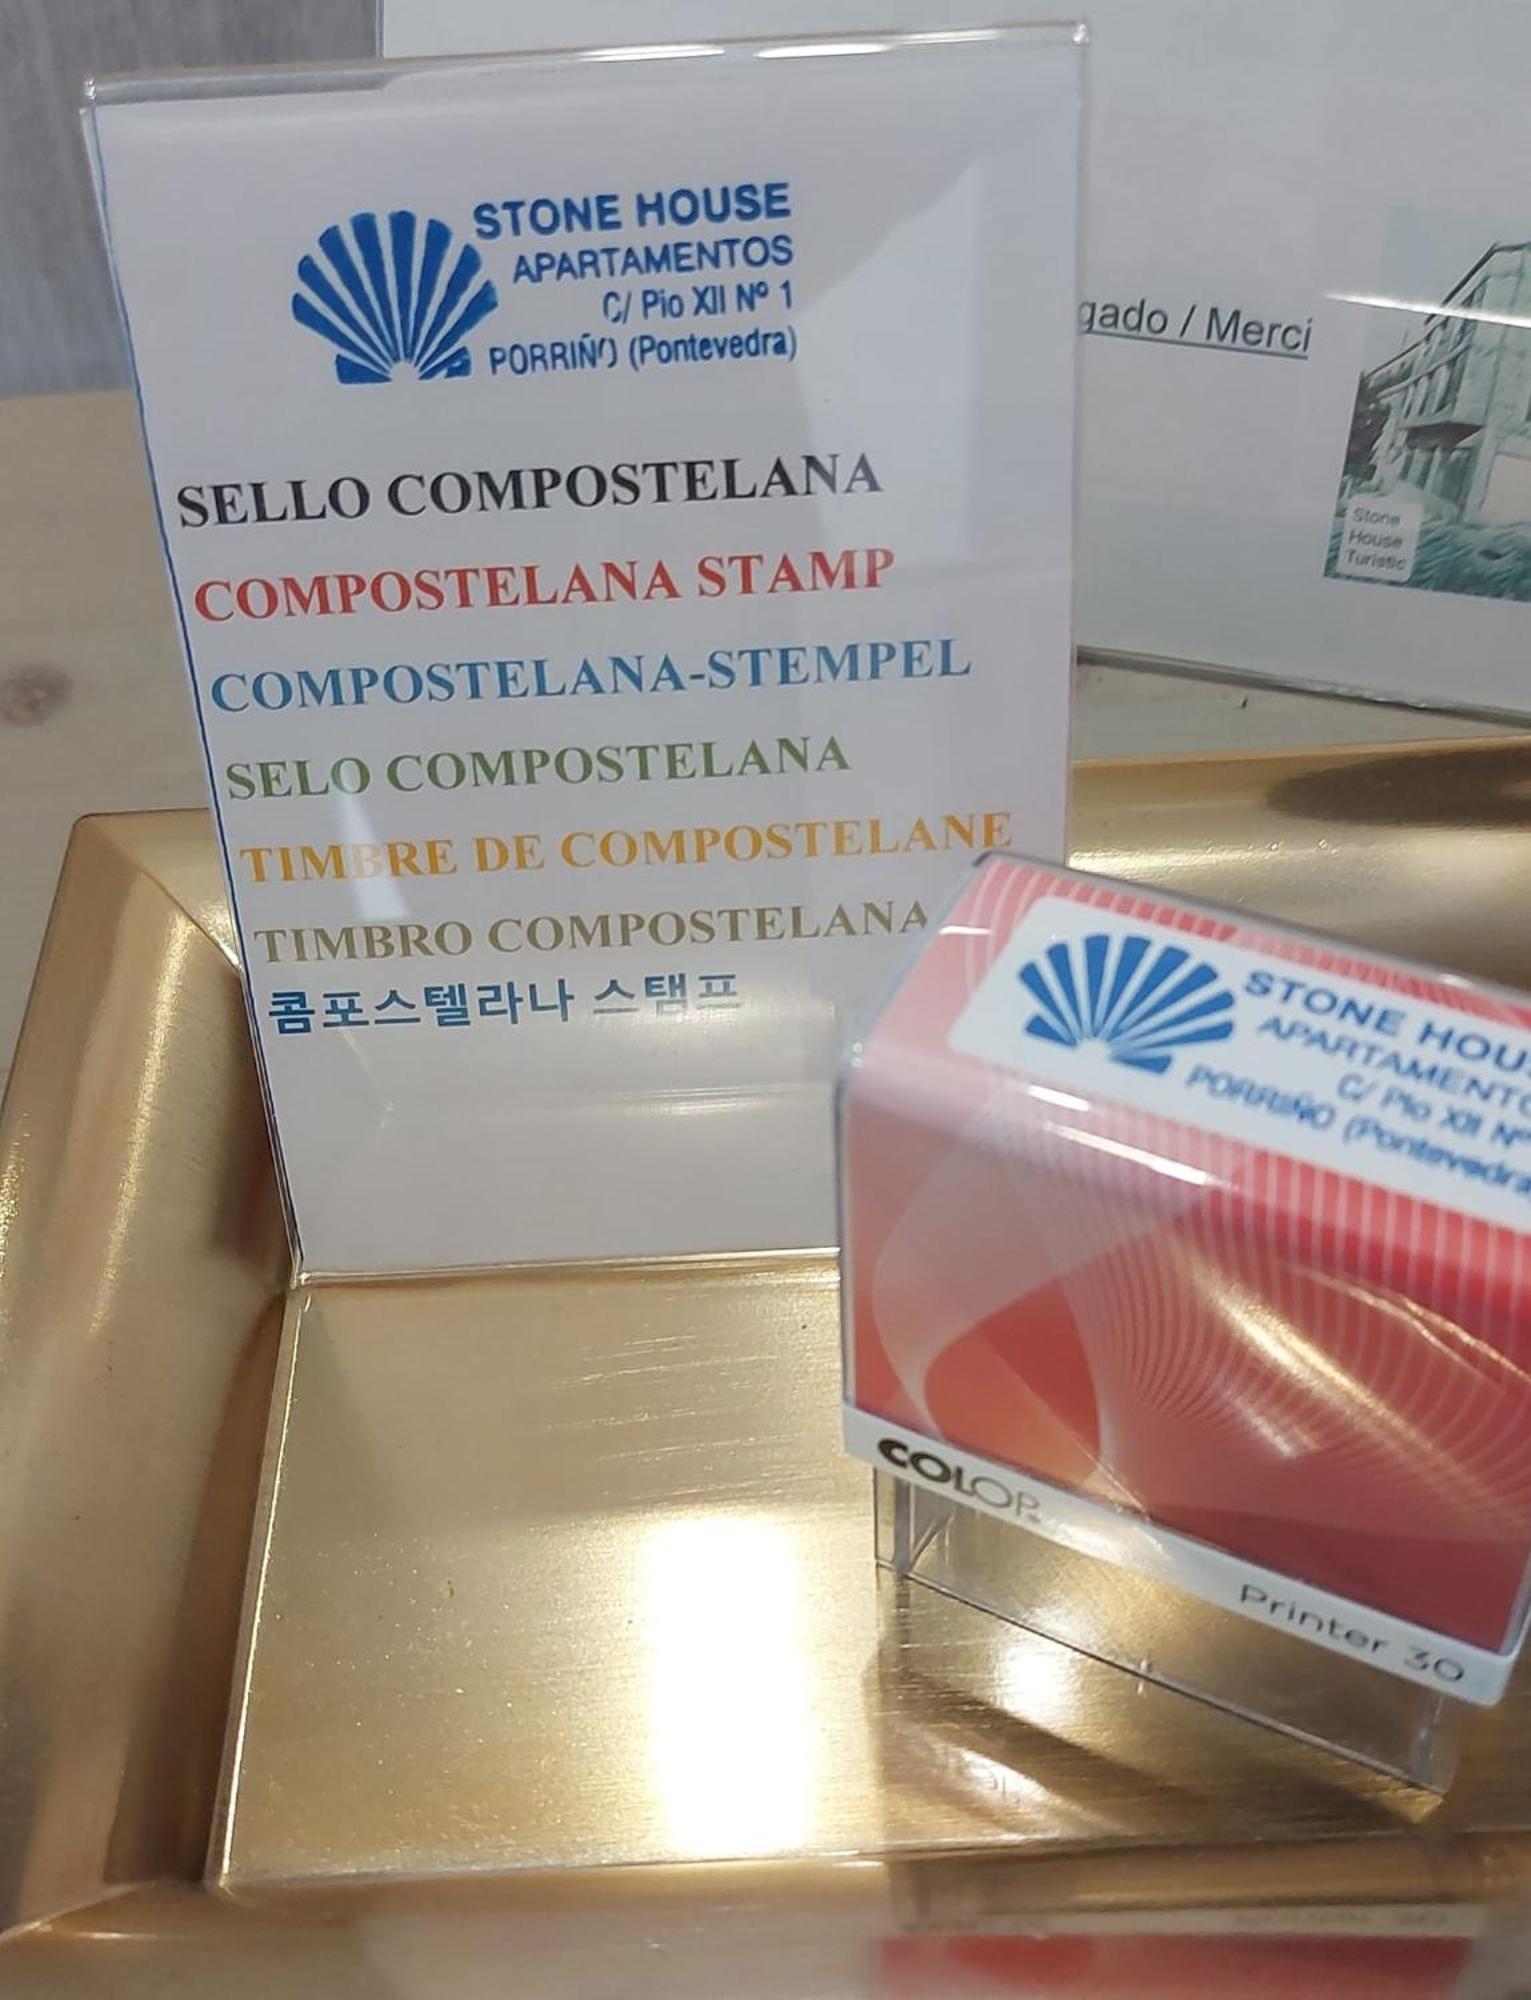 STONE HOUSE
APARTAMENTOS
C/ Pio XII Nº 1
PORRIÑO (Pontevedra)
SELLO COMPOSTELANA
COMPOSTELANA STAMP
COMPOSTELANA-STEMPEL
SELO COMPOSTELANA
TIMBRE DE COMPOSTELANE
TIMBRO COMPOSTELANA
콤포스텔라나 스탬프
gado / Merci
Stone
House
Turistic
STONE HOUS
APARTAMENTO
C/ Pio XII Nº
PORRIÑO (Pontevedra
COLOP
Printer 30